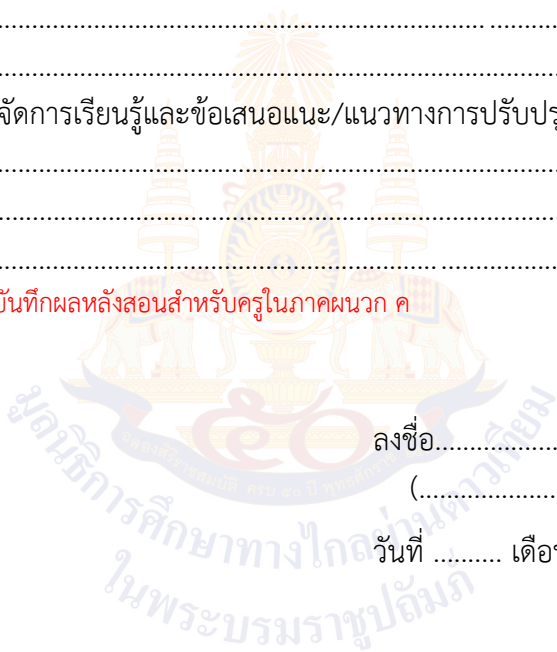 .................................................................................... ............
................................................................................................
จัดการเรียนรู้และข้อเสนอแนะ/แนวทางการปรับปรุ
................................................................................................
................................................................................................
............................................................................ ....................
บันทึกผลหลังสอนสำหรับครูในภาคผนวก ค
ลงชื่อ.....................
(.....................
วันที่ .......... เดือน
มูลนิธิการศึกษาทางไกลผ่านดาวเทียม
ในพระบรมราชูปถัมภ์
๕๐